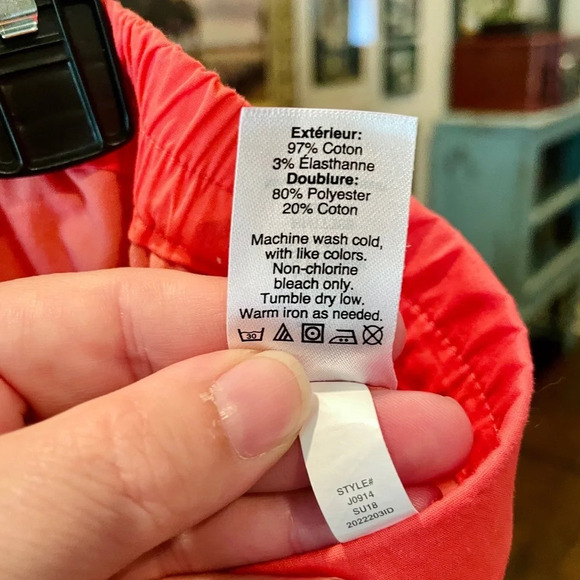 Extérieur:
97% Coton
3% Élasthanne
Doublure:
80% Polyester
20% Coton
Machine wash cold,
with like colors.
Non-chlorine
bleach only.
Tumble dry low.
Warm iron as needed.
30
STYLE#
J0914
SU18
2022203ID